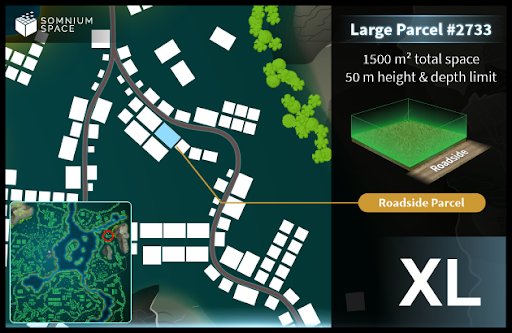 SOMNIUM
SPACE
Large Parcel #2733
1500 m² total space
50 m height & depth limit
Roadside
Roadside Parcel
XL